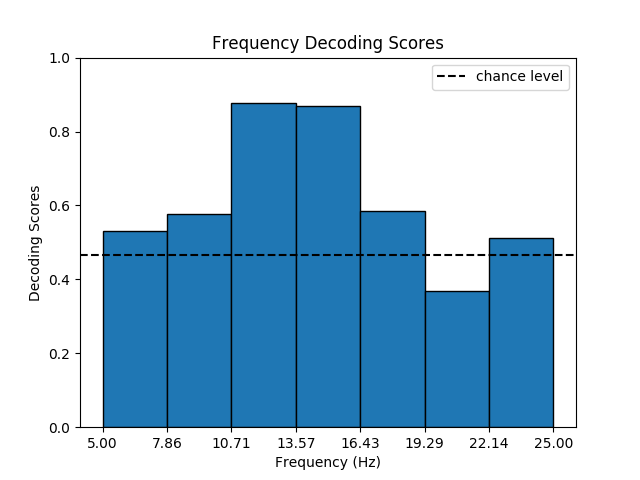 Frequency Decoding Scores
1.0
chance level
0.8
0.6
0.4
0.2
0.0
Decoding Scores
5.00 7.86 10.71 13.57 16.43 19.29 22.14 25.00
Frequency (Hz)